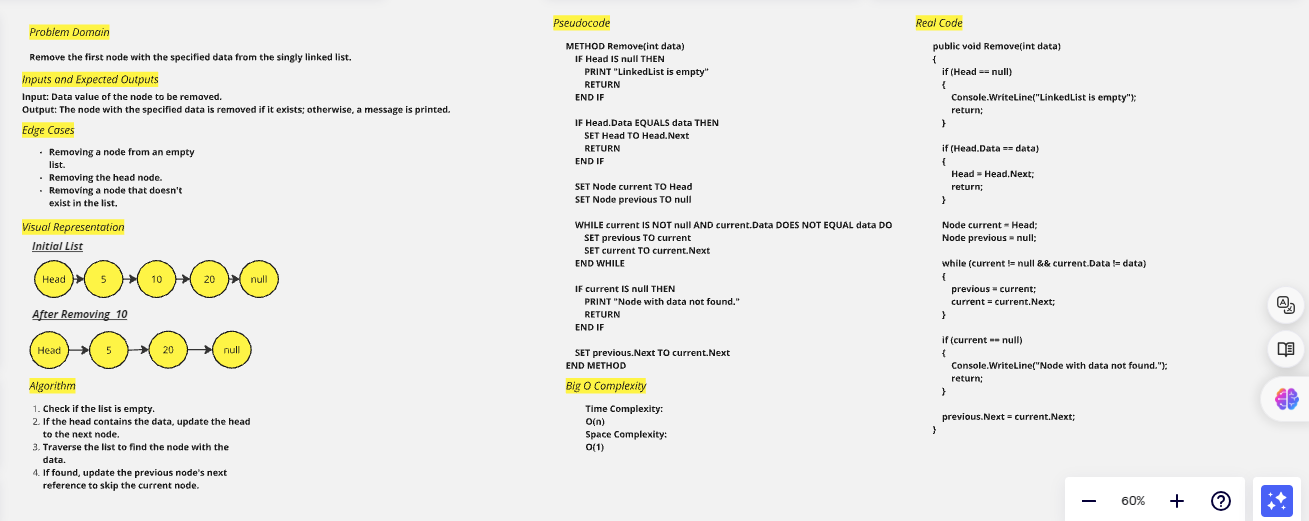 Problem Domain
Remove the first node with the specified data from the singly linked list.
Inputs and Expected Outputs
Input: Data value of the node to be removed.
Output: The node with the specified data is removed if it exists; otherwise, a message is printed.
Edge Cases
· Removing a node from an empty
list.
· Removing the head node.
· Removing a node that doesn't
exist in the list.
Visual Representation
Initial List
Head 5 10 20 null
After Removing 10
Head 5 20 null
Algorithm
1. Check if the list is empty.
2. If the head contains the data, update the head
to the next node.
3. Traverse the list to find the node with the
data.
4. If found, update the previous node's next
reference to skip the current node.
Pseudocode
METHOD Remove(int data)
IF Head IS null THEN
PRINT "LinkedList is empty"
RETURN
END IF
IF Head.Data EQUALS data THEN
SET Head TO Head.Next
RETURN
END IF
SET Node current TO Head
SET Node previous TO null
WHILE current IS NOT null AND current.Data DOES NOT EQUAL data DO
SET previous TO current
SET current TO current.Next
END WHILE
IF current IS null THEN
PRINT "Node with data not found."
RETURN
END IF
SET previous.Next TO current.Next
END METHOD
Big O Complexity
Time Complexity:
O(n)
Space Complexity:
O(1)
Real Code
public void Remove(int data)
{
if (Head == null)
{
Console.WriteLine("LinkedList is empty");
return;
}
if (Head.Data == data)
{
Head = Head.Next;
return;
}
Node current = Head;
Node previous = null;
while (current != null && current.Data != data)
{
previous = current;
current = current.Next;
}
if (current == null)
{
Console.WriteLine("Node with data not found.");
return;
}
previous.Next = current.Next;
}
60%